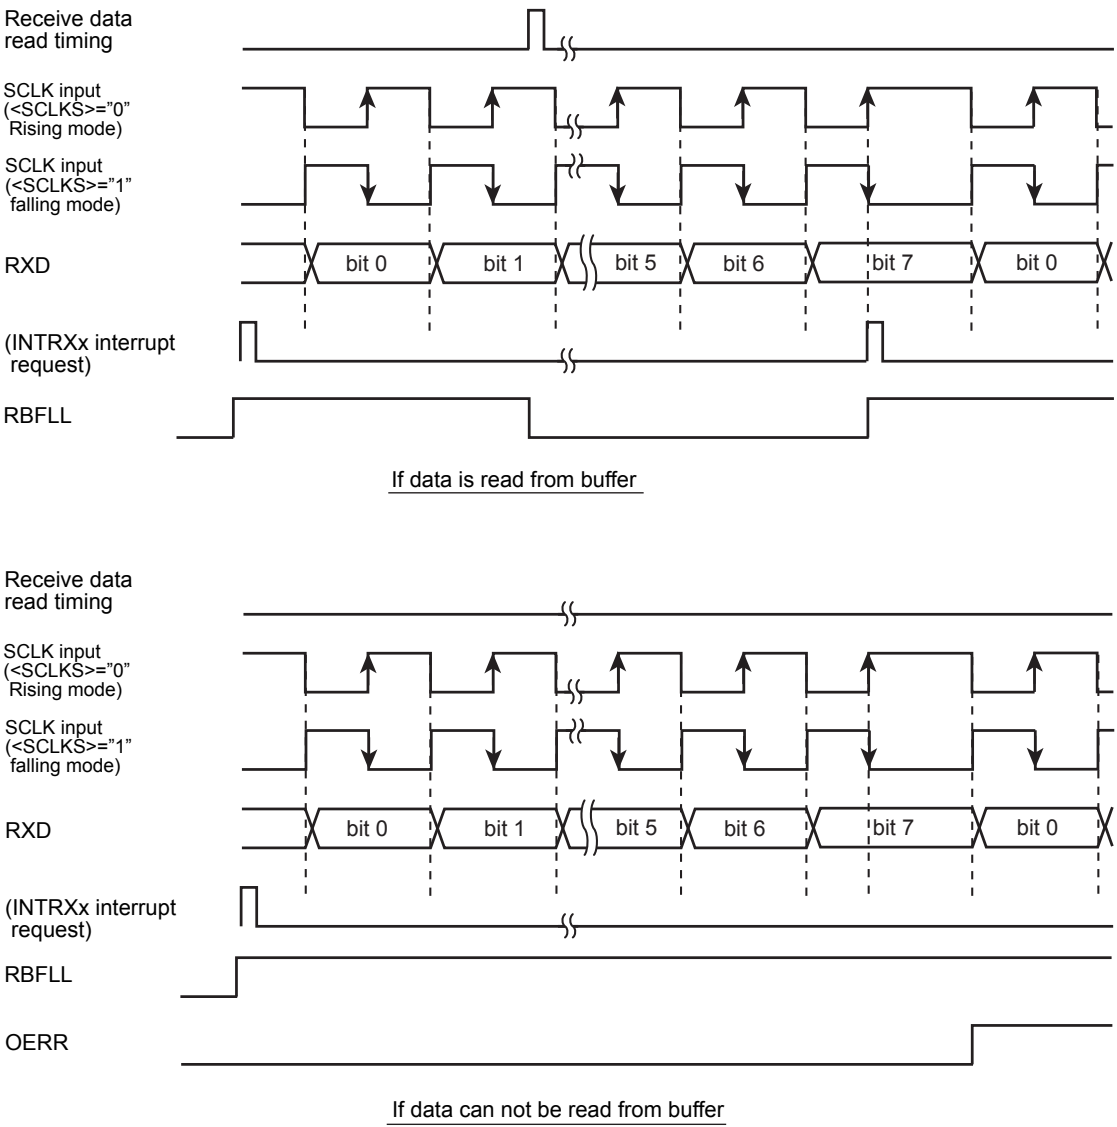 Receive data
read timing
SCLK input
(<SCLKS>=”0”
Rising mode)
SCLK input
(<SCLKS>=”1”
falling mode)
RXD
bit 0
bit 1
bit 5
bit 6
bit 7
bit 0
(INTRXx interrupt
request)
RBFLL
If data is read from buffer
Receive data
read timing
SCLK input
(<SCLKS>=”0”
Rising mode)
SCLK input
(<SCLKS>=”1”
falling mode)
RXD
bit 0
bit 1
bit 5
bit 6
bit 7
bit 0
(INTRXx interrupt
request)
RBFLL
OERR
If data can not be read from buffer